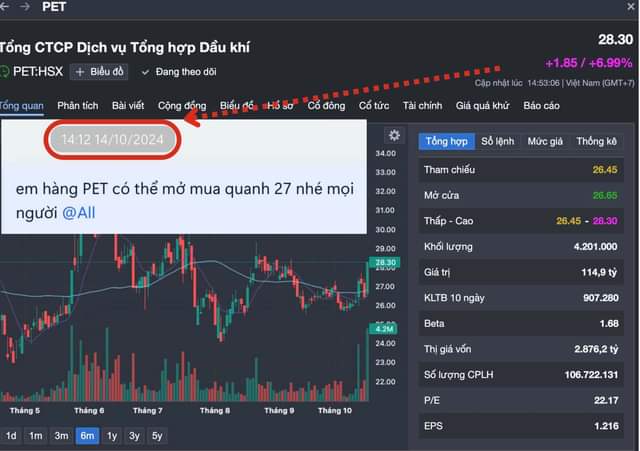 PET
28.30
Tổng CTCP Dịch vụ Tổng hợp Dầu khí
+1.85 / +6.99%
PET:HSX
+ Biểu đồ
Đang theo dõi
Cập nhật lúc 14:53:06 | Việt Nam (GMT+7)
Tổng quan Phân tích Bài viết Cộng đồng Biểu đồ Hồ sơ Cổ đông Cổ tức Tài chính Giá quá khứ Báo cáo
14:12 14/10/2024
em hàng PET có thể mở mua quanh 27 nhé mọi
người @All
34.00
30.00
29.00
28.30
27.00
26.00
25.00
24.00
4.2M
23.00
22.00
Tháng 5 Tháng 6 Tháng 7 Tháng 8 Tháng 9 Tháng 10
1d 1m 3m 6m 1y 3y 5y
Tổng hợp Sổ lệnh Mức giá Thống kê
Tham chiếu 26.45
Mở cửa 26.65
Thấp - Cao 26.45 - 28.30
Khối lượng 4.201.000
Giá trị 114,9 tỷ
KLTB 10 ngày 907.280
Beta 1.68
Thị giá vốn 2.876,2 tỷ
Số lượng CPLH 106.722.131
P/E 22.17
EPS 1.216